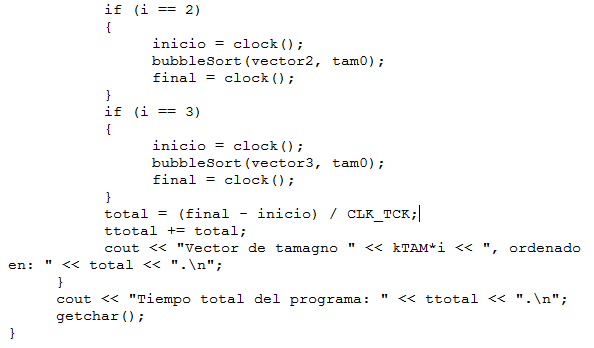 if (i == 2)
{
inicio = clock();
bubbleSort(vector2, tam0);
final = clock();
}
if (i == 3)
{
inicio = clock();
bubbleSort(vector3, tam0);
final = clock();
}
total = (final - inicio) / CLK_TCK;
ttotal += total;
cout << "Vector de tamagno " << kTAM*i << ", ordenado
en: " << total << ".\n";
}
cout << "Tiempo total del programa: " << ttotal << ".\n";
getchar();
}